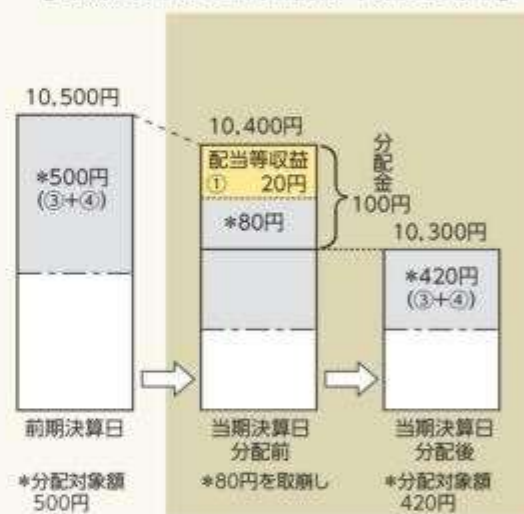 10,500円
*500円
(③+④)
10,400円
配当等収益
① 20円
*80円
分配金
100円
10,300円
*420円
(③+④)
前期決算日
当期決算日
分配前
当期決算日
分配後
*分配対象額
500円
*80円を取崩し
*分配対象額
420円